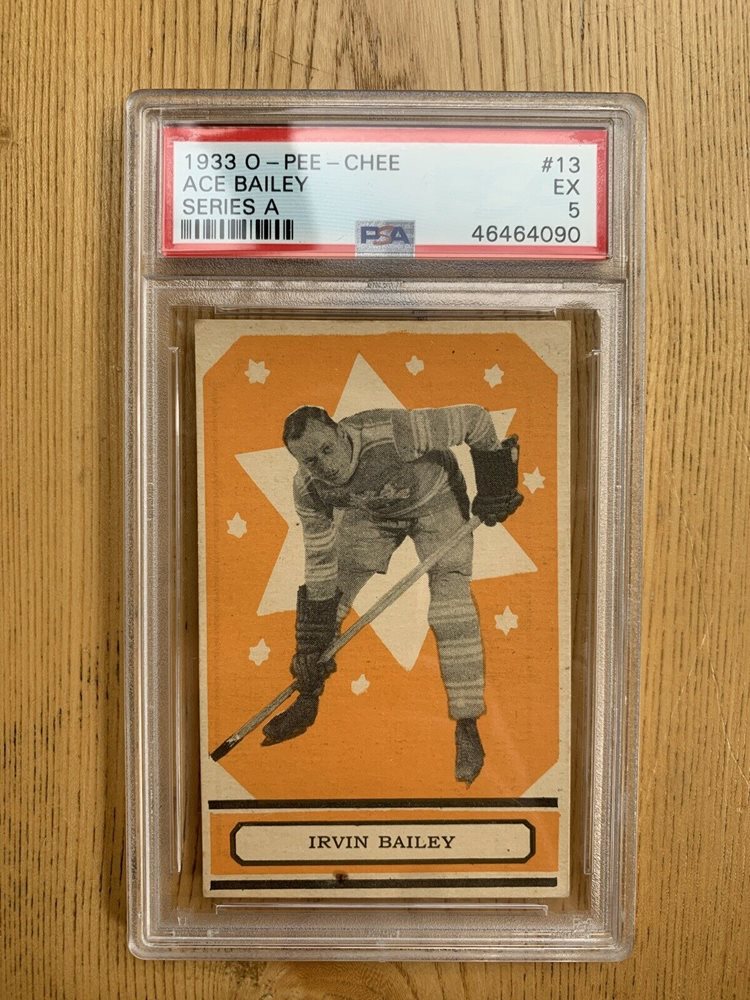 1933 O-PEE-CHEE #13
ACE BAILEY EX
SERIES A 5
PSA 46464090
IRVIN BAILEY